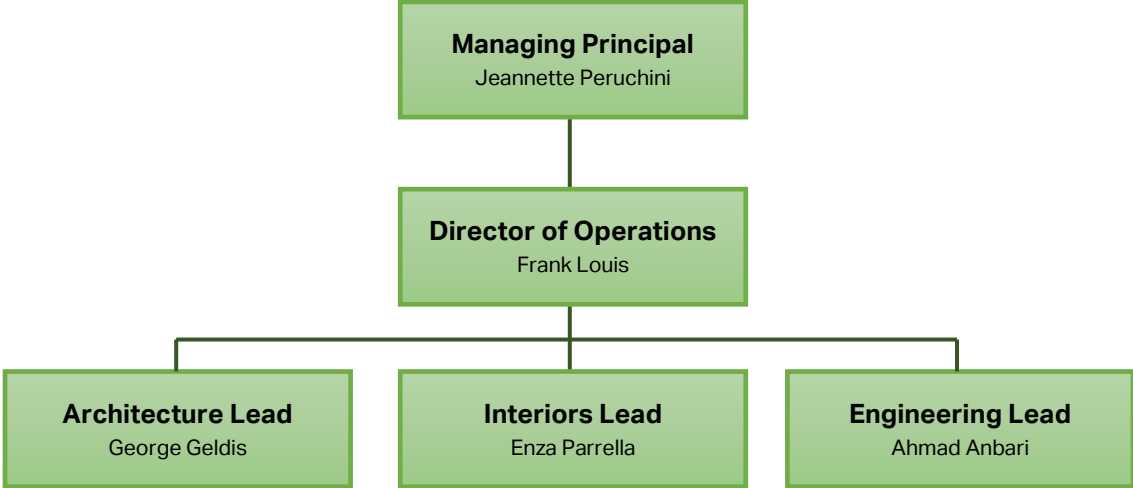 Managing Principal
Jeannette Peruchini
Director of Operations
Frank Louis
Architecture Lead
George Geldis
Interiors Lead
Enza Parrella
Engineering Lead
Ahmad Anbari